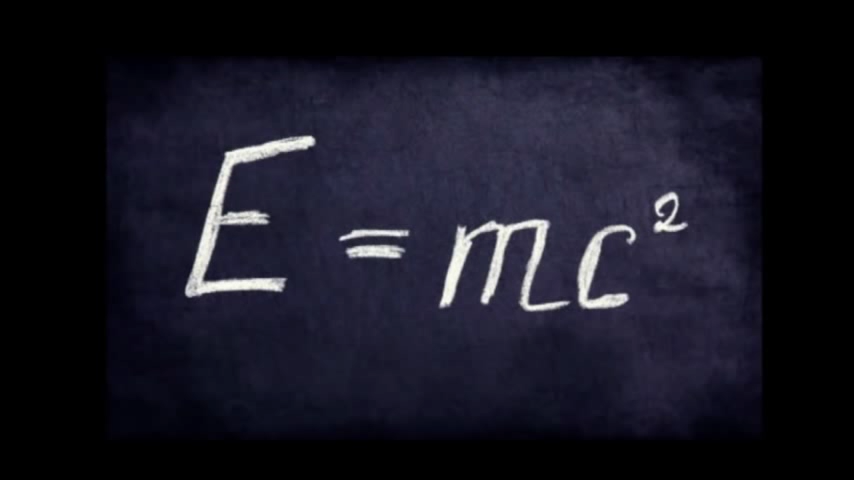 E = mc²